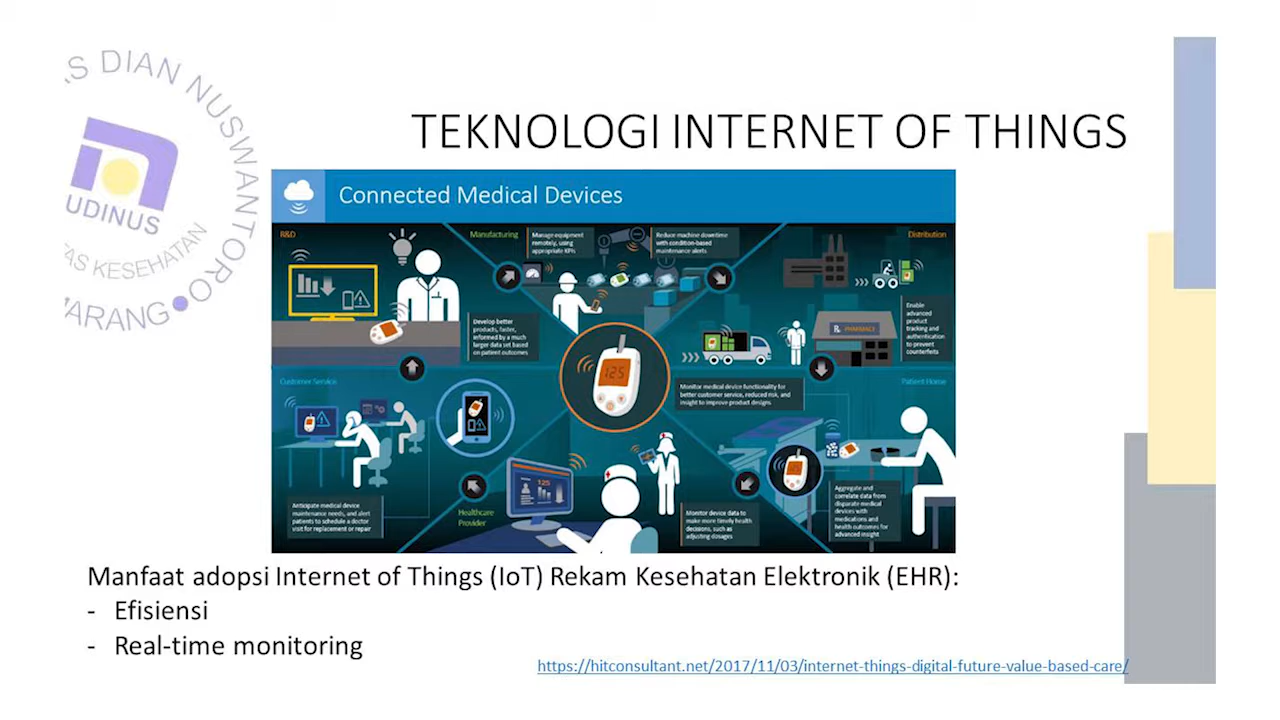 S DIAN NUSWANTORO
UDINUS
TAS KESEHATAN
ARANG
TEKNOLOGI INTERNET OF THINGS
Connected Medical Devices
R&D
Develop better
products, faster,
informed by a much
larger data set based
on patient outcomes
Manufacturing
Manage equipment
remotely, using
appropriate KPIs
Reduce machine downtime
with condition-based
maintenance alerts
Distribution
Enable
advanced
product
tracking and
authentication
to prevent
counterfeits
PHARMACY
125
Monitor medical device functionality for
better customer service, reduced risk, and
insight to improve product designs
Customer Service
Anticipate medical device
maintenance needs, and alert
patients to schedule a doctor
visit for replacement or repair
Healthcare
Provider
125
Monitor device data to
make more timely health
decisions, such as
adjusting dosages
Patient Home
Aggregate and
correlate data from
disparate medical
devices with
medications and
health outcomes for
advanced insight
Manfaat adopsi Internet of Things (IoT) Rekam Kesehatan Elektronik (EHR):
- Efisiensi
- Real-time monitoring
https://hitconsultant.net/2017/11/03/internet-things-digital-future-value-based-care/